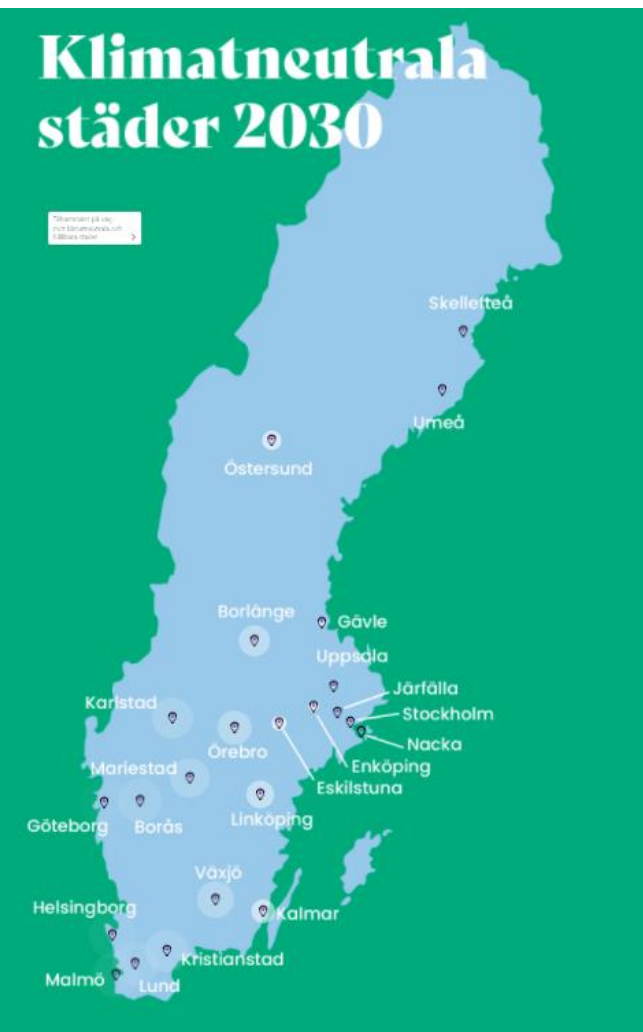 Klimatneutrala
städer 2030
Skellefteå
Umeå
Östersund
Borlänge
Gävle
Uppsala
Järfälla
Karlstad
Stockholm
Nacka
Örebro
Enköping
Mariestad
Eskilstuna
Linköping
Göteborg
Borås
Växjö
Helsingborg
Kalmar
Kristianstad
Malmö
Lund